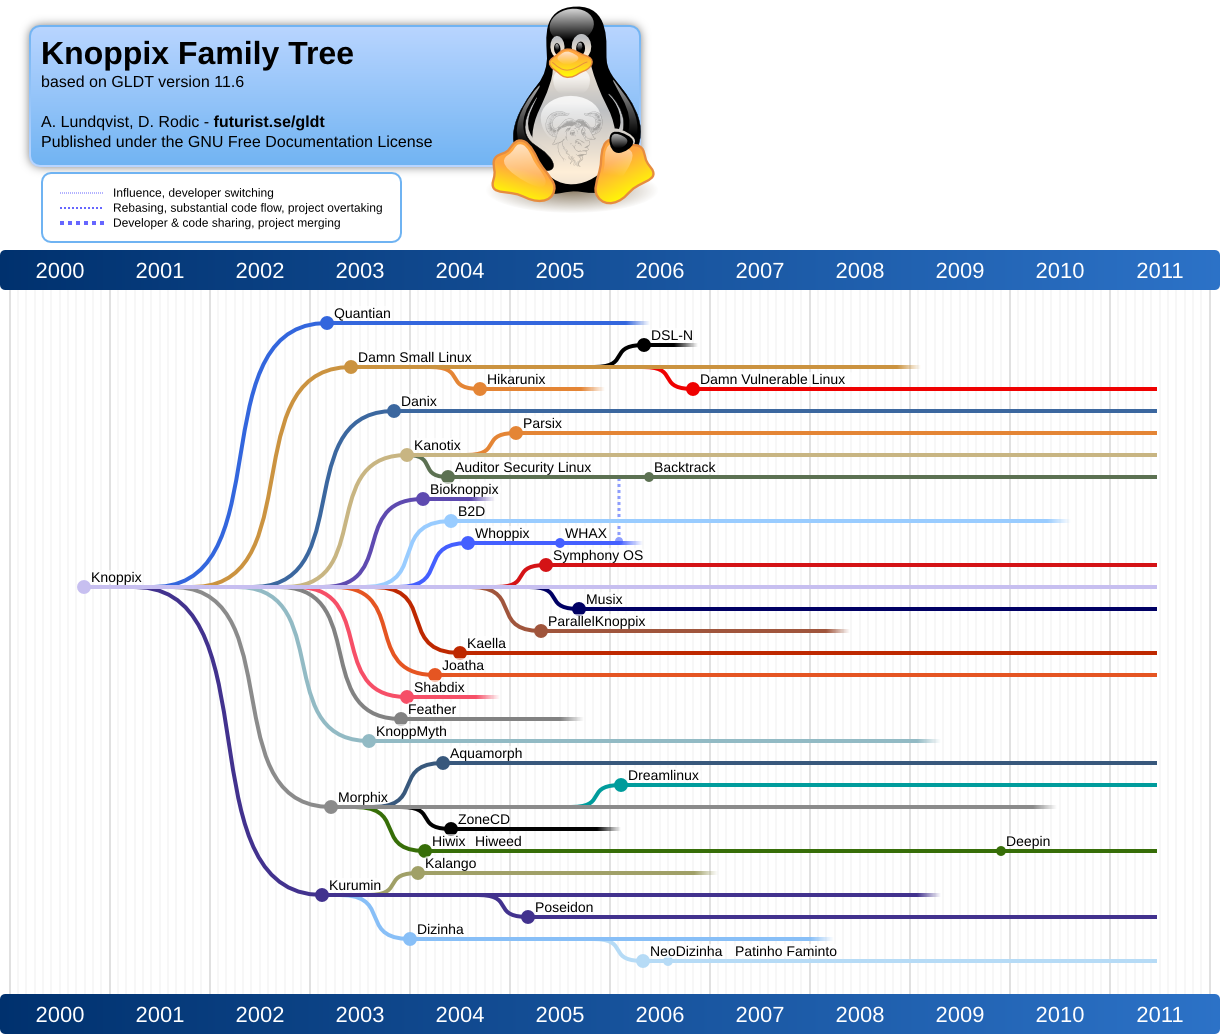 Knoppix Family Tree
based on GLDT version 11.6
A. Lundqvist, D. Rodic - futurist.se/gldt
Published under the GNU Free Documentation License
Influence, developer switching
Rebasing, substantial code flow, project overtaking
Developer & code sharing, project merging
2000 2001 2002 2003 2004 2005 2006 2007 2008 2009 2010 2011
Quantian
DSL-N
Damn Small Linux
Hikarunix Damn Vulnerable Linux
Danix
Parsix
Kanotix
Auditor Security Linux Backtrack
Bioknoppix
B2D
Whoppix WHAX
Symphony OS
Knoppix
Musix
ParallelKnoppix
Kaella
Joatha
Shabdix
Feather
KnoppMyth
Aquamorph
Dreamlinux
Morphix
ZoneCD
Hiwix Hiweed Deepin
Kalango
Kurumin
Poseidon
Dizinha
NeoDizinha Patinho Faminto
2000 2001 2002 2003 2004 2005 2006 2007 2008 2009 2010 2011